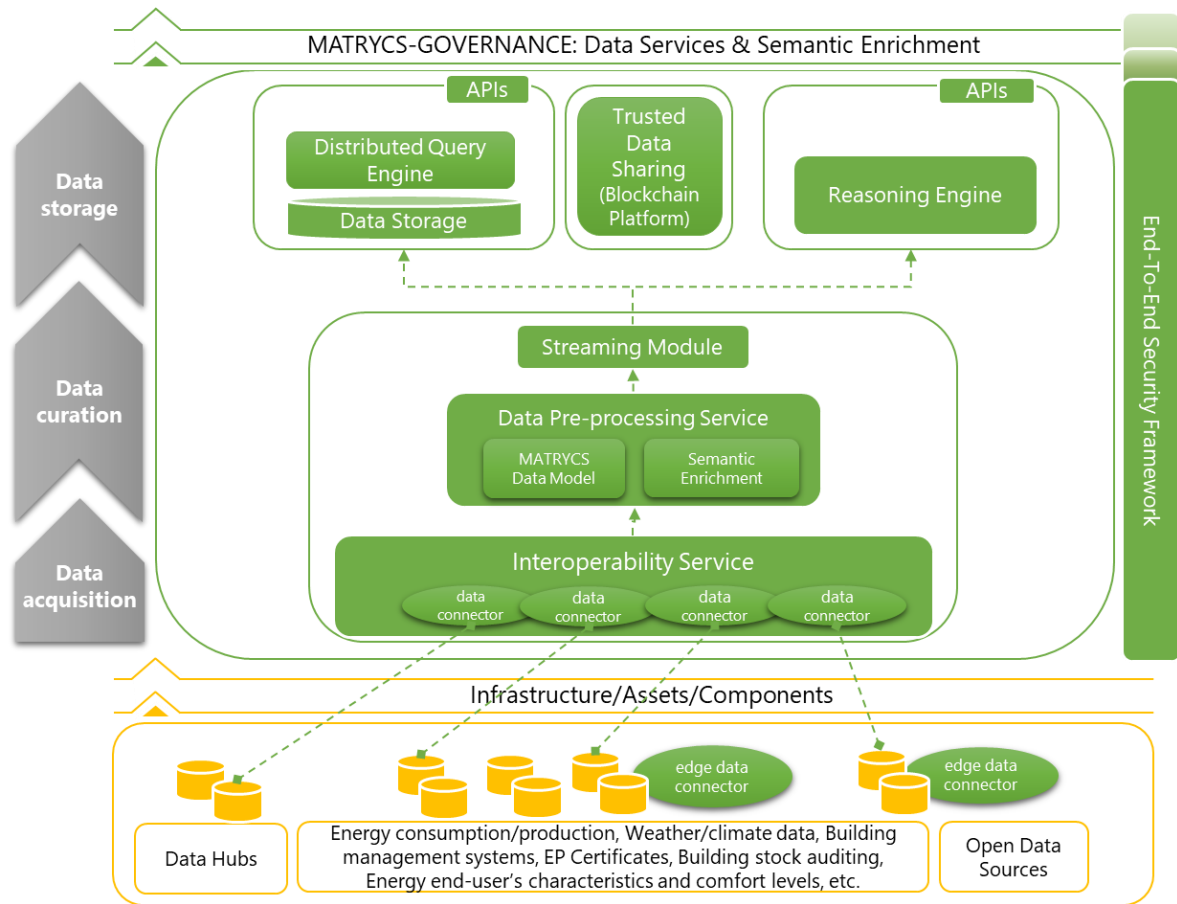 MATRYCS-GOVERNANCE: Data Services & Semantic Enrichment
APIs
APIs
Distributed Query
Engine
Data Storage
Trusted
Data
Sharing
(Blockchain
Platform)
Reasoning Engine
Data
storage
Data
curation
Data
acquisition
End-To-End Security Framework
Streaming Module
Data Pre-processing Service
MATRYCS
Data Model
Semantic
Enrichment
Interoperability Service
data
connector
data
connector
data
connector
data
connector
Infrastructure/Assets/Components
edge data
connector
edge data
connector
Data Hubs
Energy consumption/production, Weather/climate data, Building
management systems, EP Certificates, Building stock auditing,
Energy end-user's characteristics and comfort levels, etc.
Open Data
Sources